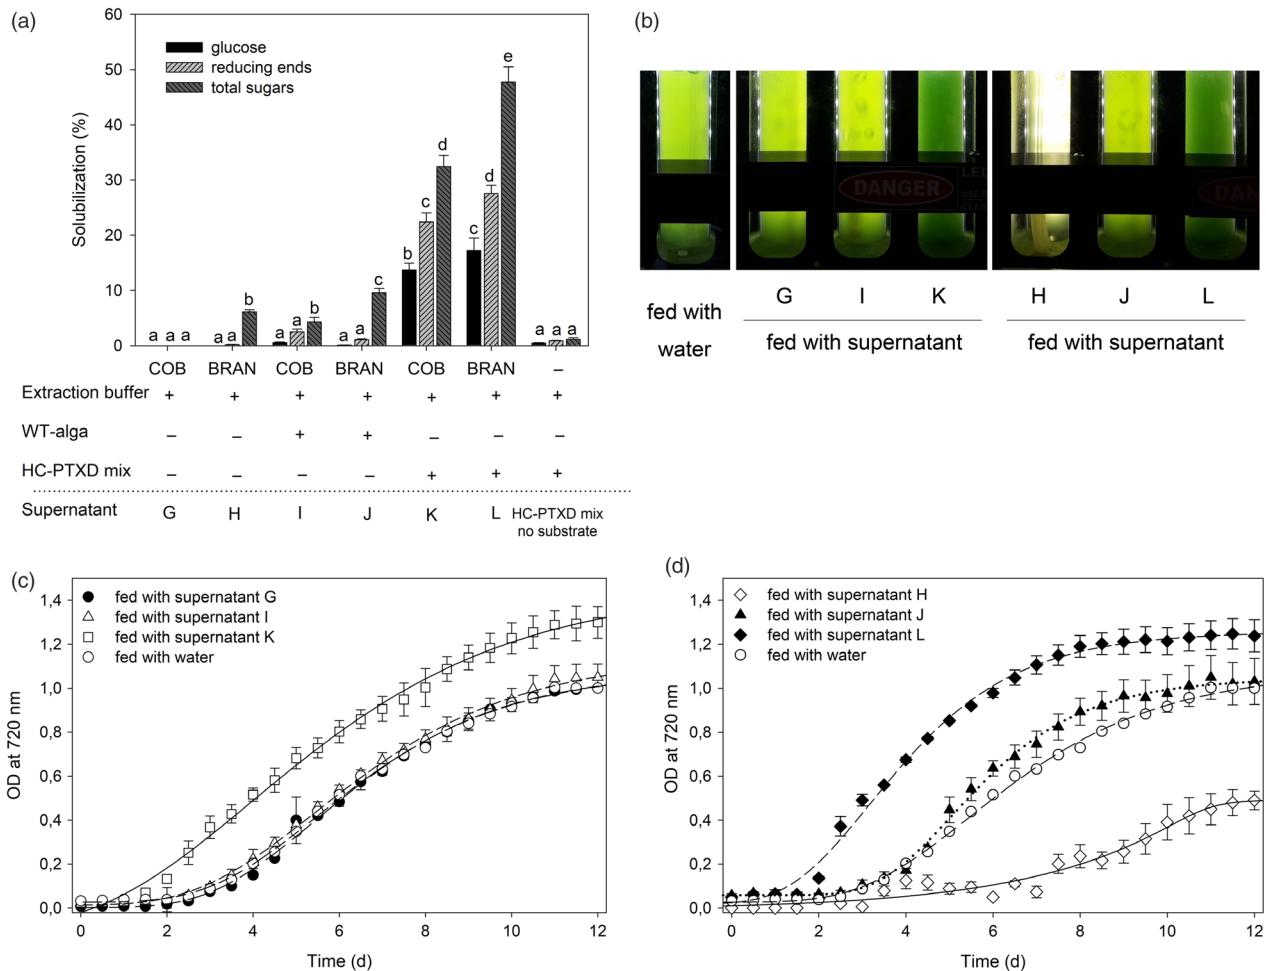 (a)
60
50
40
30
20
10
0
Solubilization (%)
glucose
reducing ends
total sugars
a a a
a a b
a a b
a a c
b c d
c d e
a a a
COB BRAN COB BRAN COB BRAN –
Extraction buffer + + + + + + +
WT-alga – – + + – – –
HC-PTXD mix – – – – + + +
Supernatant G H I J K L HC-PTXD mix
no substrate
(b)
DANGER
LED
USE
CLAS
DAN
fed with
water
G I K
fed with supernatant
H J L
fed with supernatant
(c)
1,4
1,2
1,0
0,8
0,6
0,4
0,2
0,0
OD at 720 nm
fed with supernatant G
fed with supernatant I
fed with supernatant K
fed with water
0 2 4 6 8 10 12
Time (d)
(d)
1,4
1,2
1,0
0,8
0,6
0,4
0,2
0,0
OD at 720 nm
fed with supernatant H
fed with supernatant J
fed with supernatant L
fed with water
0 2 4 6 8 10 12
Time (d)